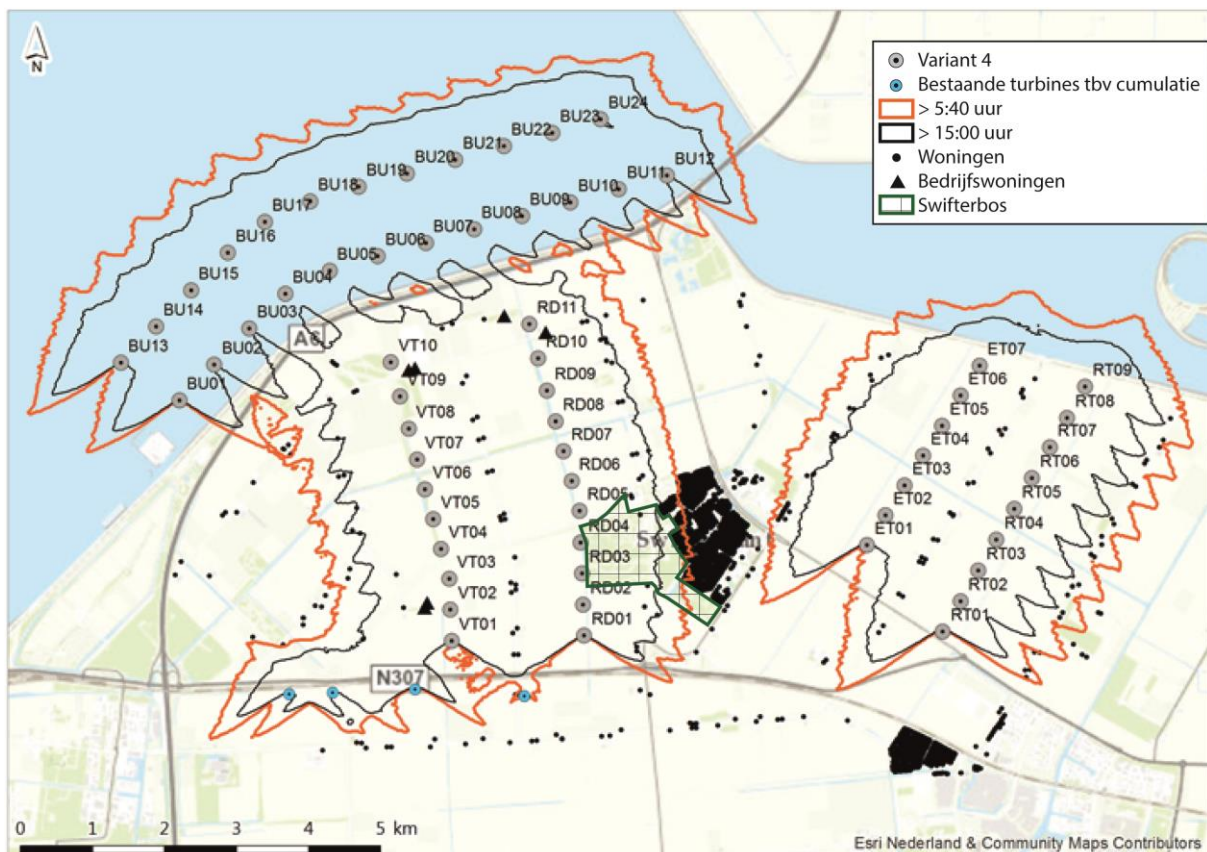 N
Variant 4
Bestaande turbines tbv cumulatie
> 5:40 uur
> 15:00 uur
Woningen
Bedrijfswoningen
Swifterbos
BU24
BU23
BU22
BU21
BU20
BU19
BU18
BU17
BU16
BU15
BU14
BU13
BU12
BU11
BU10
BU09
BU08
BU07
BU06
BU05
BU04
BU03
BU02
BU01
A6
VT10
VT09
VT08
VT07
VT06
VT05
VT04
VT03
VT02
VT01
RD11
RD10
RD09
RD08
RD07
RD06
RD05
RD04
RD03
RD02
RD01
ET07
ET06
ET05
ET04
ET03
ET02
ET01
RT09
RT08
RT07
RT06
RT05
RT04
RT03
RT02
RT01
N307
0 1 2 3 4 5 km
Esri Nederland & Community Maps Contributors